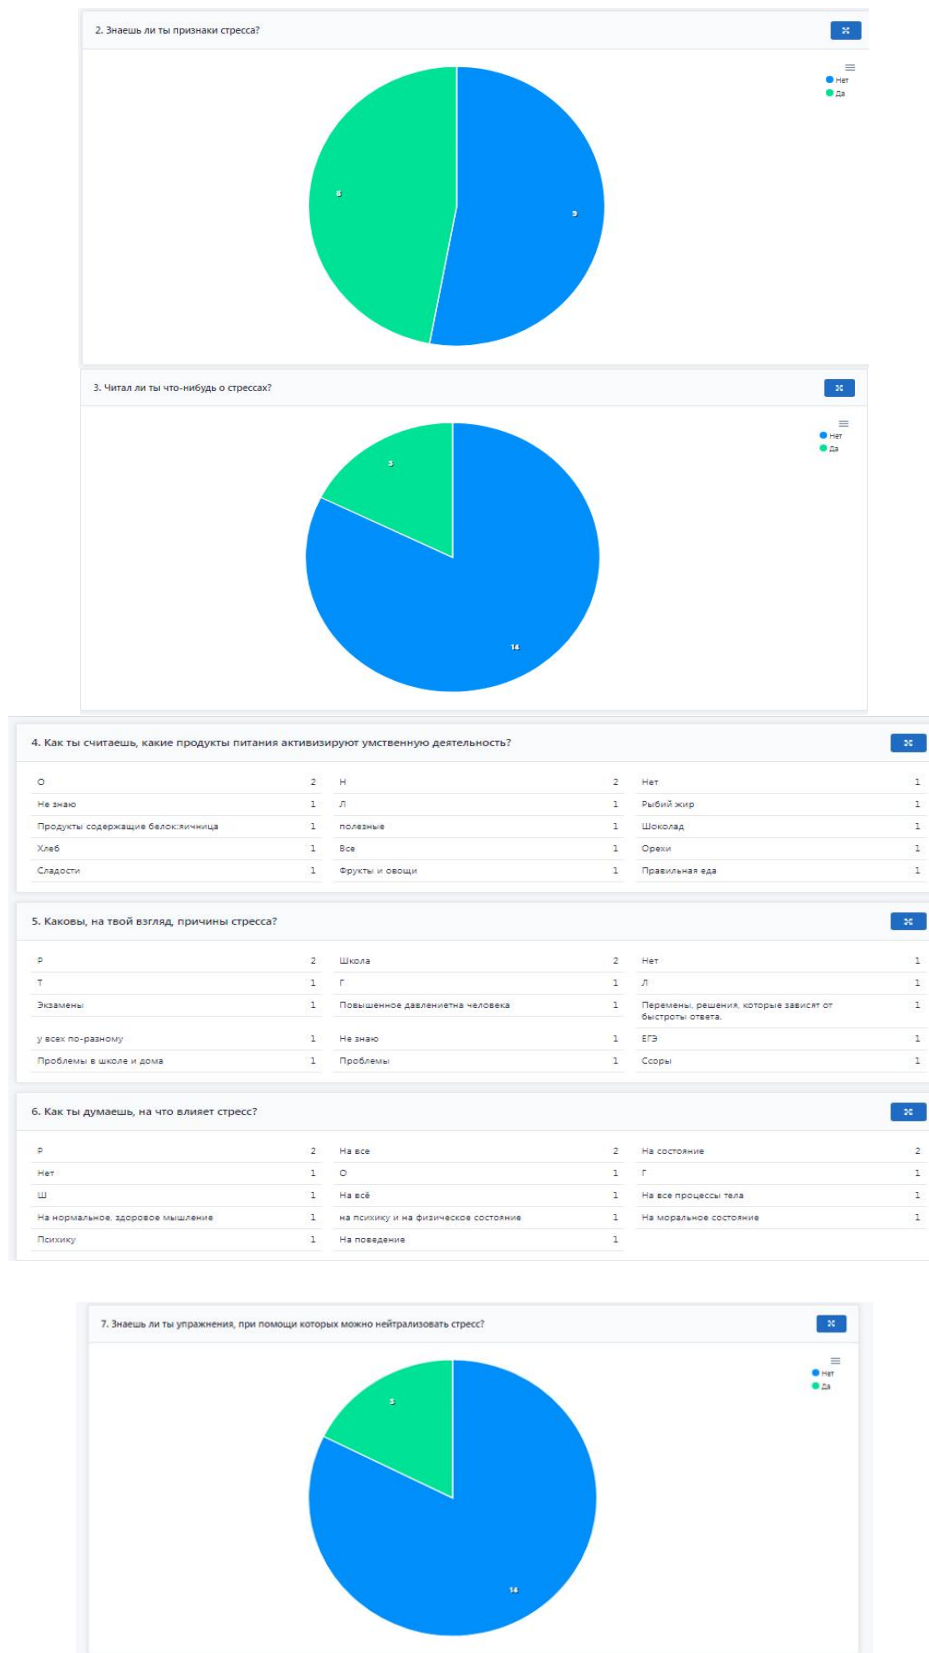 2. Знаешь ли ты признаки стресса?
Нет
Да
8
9
3. Читал ли ты что-нибудь о стрессах?
Нет
Да
3
14
4. Как ты считаешь, какие продукты питания активизируют умственную деятельность?
О 2 Н 2 Нет 1
Не знаю 1 Л 1 Рыбий жир 1
Продукты содержащие белок:яичница 1 полезные 1 Шоколад 1
Хлеб 1 Все 1 Орехи 1
Сладости 1 Фрукты и овощи 1 Правильная еда 1
5. Каковы, на твой взгляд, причины стресса?
Р 2 Школа 2 Нет 1
Т 1 Г 1 Л 1
Экзамены 1 Повышенное давлениетна человека 1 Перемены, решения, которые зависят от 1
быстроты ответа.
у всех по-разному 1 Не знаю 1 ЕГЭ 1
Проблемы в школе и дома 1 Проблемы 1 Ссоры 1
6. Как ты думаешь, на что влияет стресс?
Р 2 На все 2 На состояние 2
Нет 1 О 1 Г 1
Ш 1 На всё 1 На все процессы тела 1
На нормальное, здоровое мышление 1 на психику и на физическое состояние 1 На моральное состояние 1
Психику 1 На поведение 1
7. Знаешь ли ты упражнения, при помощи которых можно нейтрализовать стресс?
Нет
Да
3
14